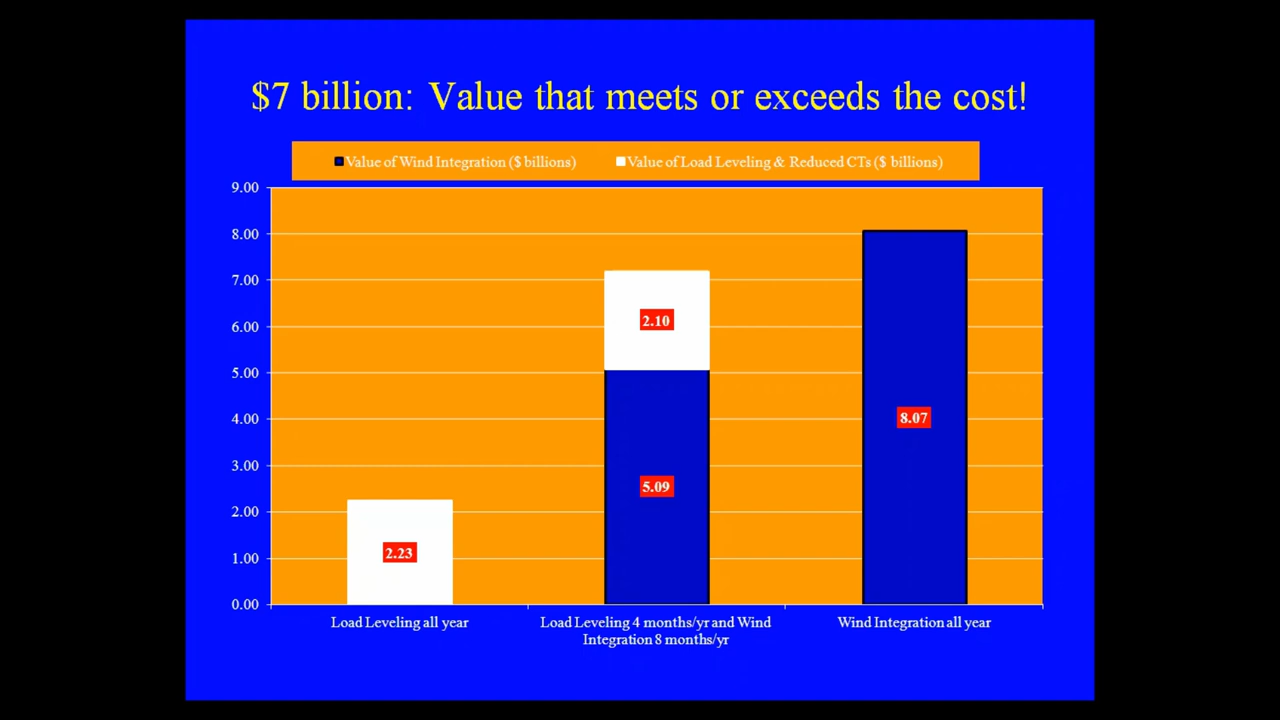 $7 billion: Value that meets or exceeds the cost!
Value of Wind Integration ($ billions) Value of Load Leveling & Reduced CTs ($ billions)
9.00
8.00
7.00
6.00
5.00
4.00
3.00
2.00
1.00
0.00
2.23
2.10
5.09
8.07
Load Leveling all year
Load Leveling 4 months/yr and Wind
Integration 8 months/yr
Wind Integration all year